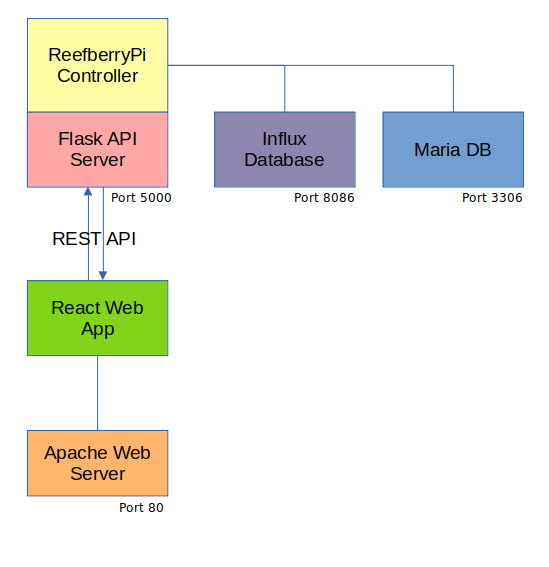 ReefberryPi
Controller
Flask API
Server
Influx
Database
Maria DB
Port 5000
Port 8086
Port 3306
REST API
React Web
App
Apache Web
Server
Port 80